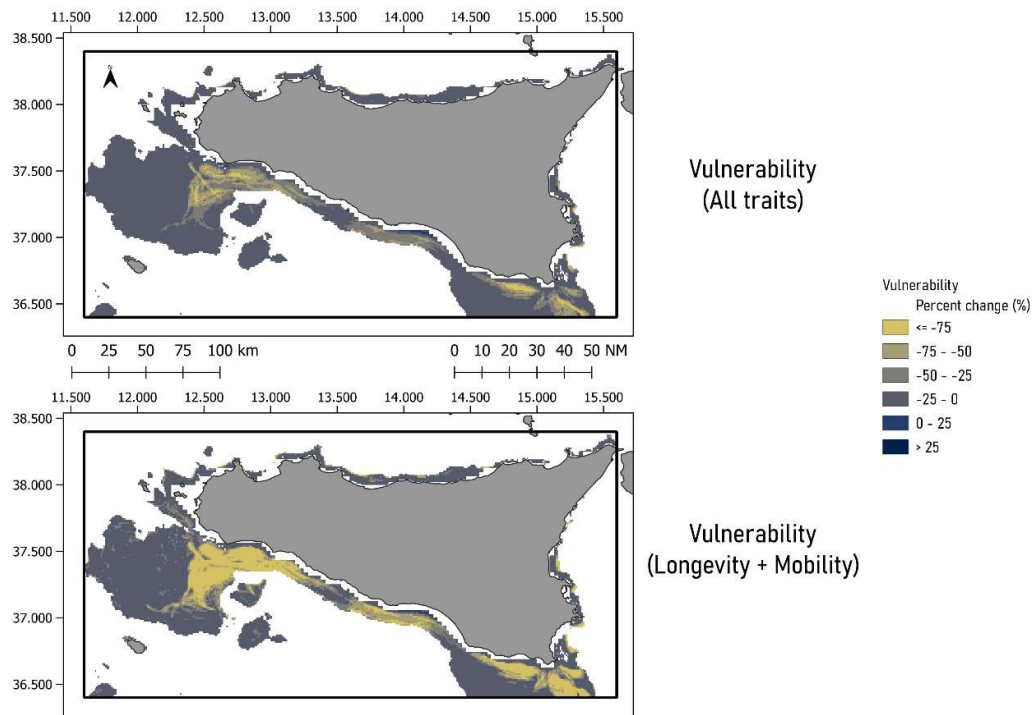 11.500 12.000 12.500 13.000 13.500 14.000 14.500 15.000 15.500
38.500
N
38.000
37.500
37.000
36.500
Vulnerability
(All traits)
Vulnerability
Percent change (%)
<= -75
-75 - -50
-50 - -25
-25 - 0
0 - 25
> 25
0 25 50 75 100 km
0 10 20 30 40 50 NM
11.500 12.000 12.500 13.000 13.500 14.000 14.500 15.000 15.500
38.500
38.000
37.500
37.000
36.500
Vulnerability
(Longevity + Mobility)